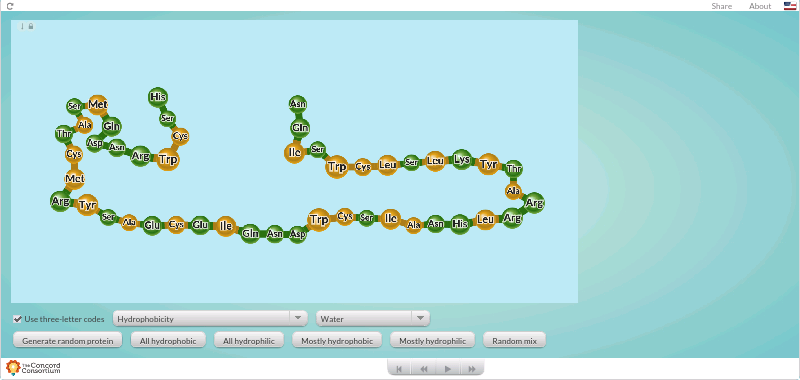 Share About
His
Ser
Cys
Trp
Arg
Asn
Asp
Gln
Ala
Met
Ser
Thr
Cys
Met
Arg
Tyr
Ser
Ala
Glu
Cys
Glu
Ile
Gln
Asn
Asp
Trp
Cys
Ser
Ile
Ala
Asn
His
Leu
Arg
Arg
Ala
Thr
Tyr
Lys
Leu
Ser
Leu
Cys
Trp
Ser
Ile
Gln
Asn
Use three-letter codes Hydrophobicity Water
Generate random protein All hydrophobic All hydrophilic Mostly hydrophobic Mostly hydrophilic Random mix
The Concord
Consortium